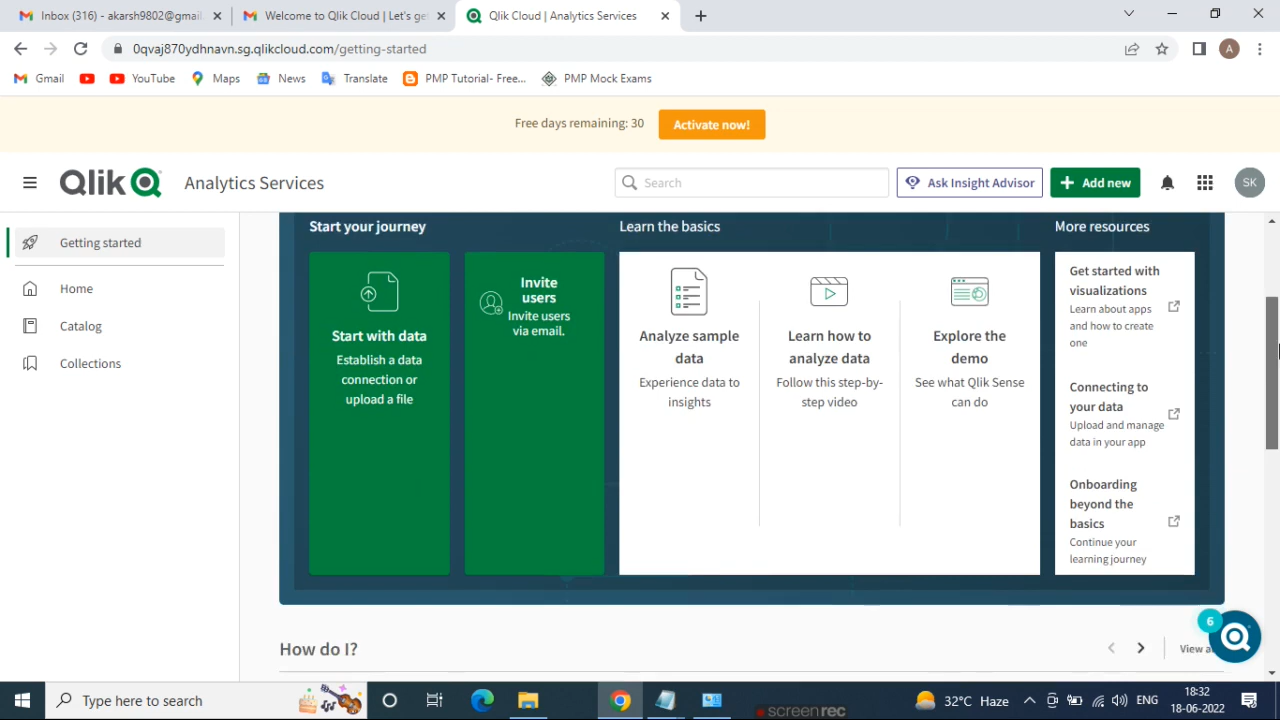 Inbox (316) - akarsh9802@gmail.
Welcome to Qlik Cloud | Let's ge
Qlik Cloud | Analytics Services
0qvaj870ydhnavn.sg.qlikcloud.com/getting-started
A
Gmail
YouTube
Maps
News
Translate
PMP Tutorial- Free...
PMP Mock Exams
Free days remaining: 30
Activate now!
Qlik
Analytics Services
Search
Ask Insight Advisor
Add new
SK
Getting started
Home
Catalog
Collections
Start your journey
Start with data
Establish a data
connection or
upload a file
Invite
users
Invite users
via email.
Learn the basics
Analyze sample
data
Experience data to
insights
Learn how to
analyze data
Follow this step-by-
step video
Explore the
demo
See what Qlik Sense
can do
More resources
Get started with
visualizations
Learn about apps
and how to create
one
Connecting to
your data
Upload and manage
data in your app
Onboarding
beyond the
basics
Continue your
learning journey
How do I?
View a
6
Type here to search
32°C Haze
ENG
18:32
18-06-2022
screenrec